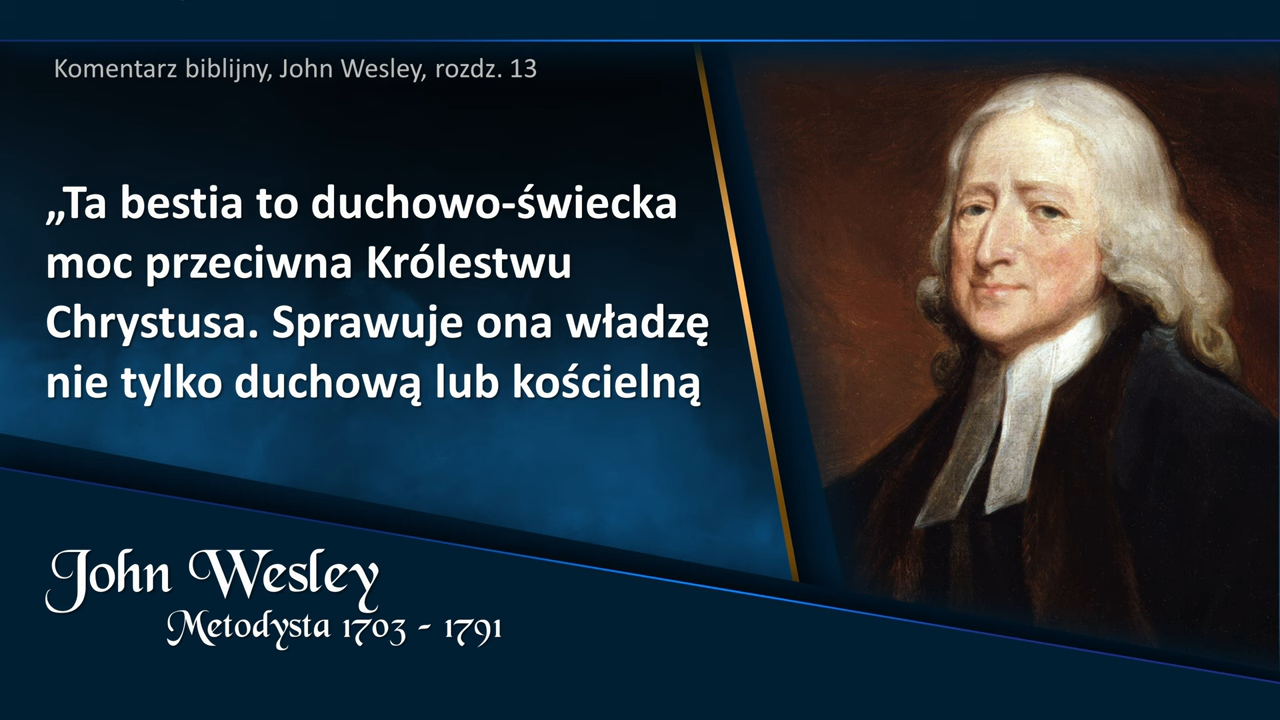 Komentarz biblijny, John Wesley, rozdz. 13
„Ta bestia to duchowo-świecka
moc przeciwna Królestwu
Chrystusa. Sprawuje ona władzę
nie tylko duchową lub kościelną
John Wesley
Metodysta 1703 - 1791